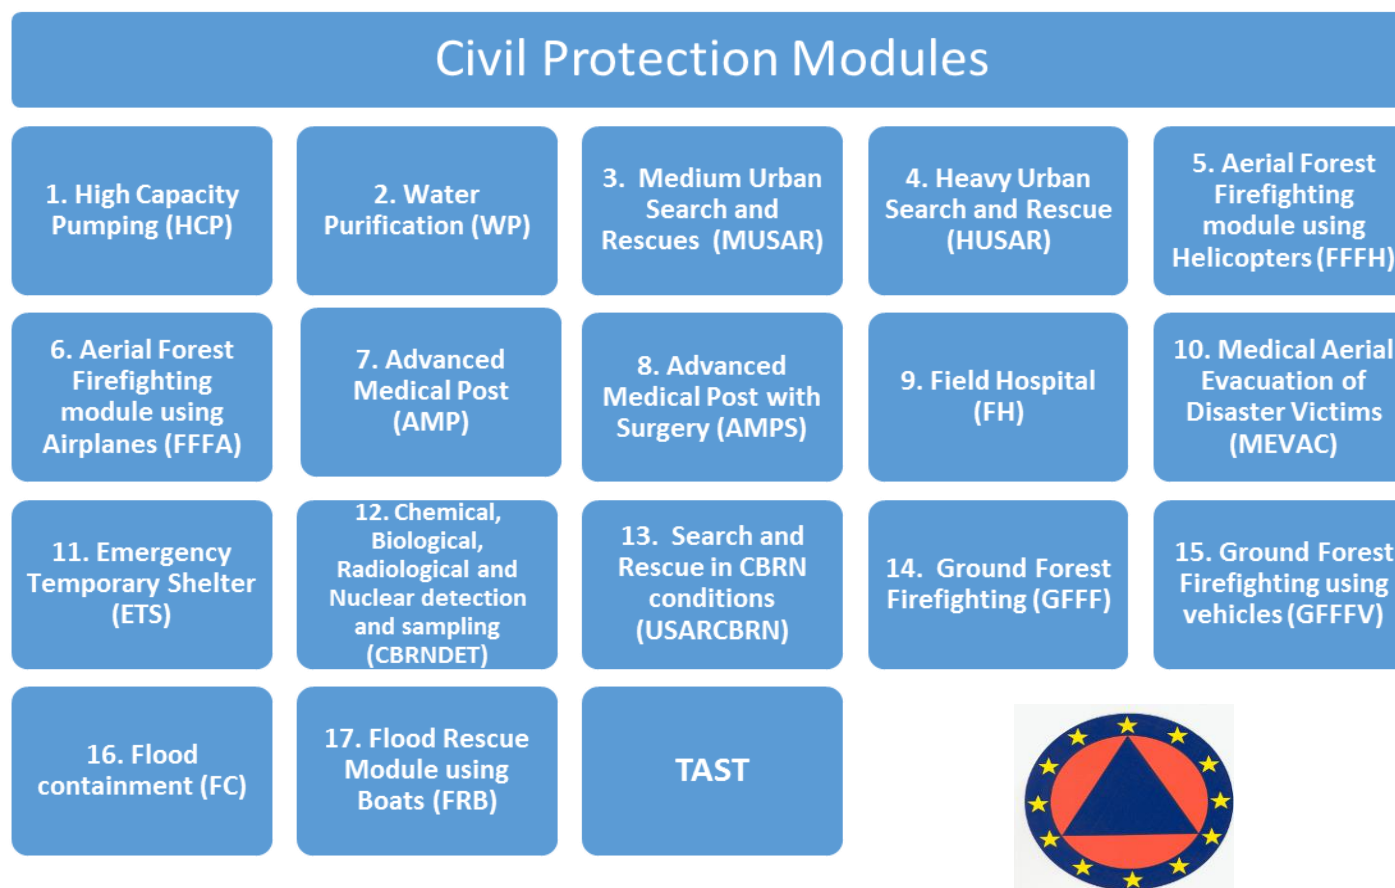 Civil Protection Modules
1. High Capacity
Pumping (HCP)
2. Water
Purification (WP)
3. Medium Urban
Search and
Rescues (MUSAR)
4. Heavy Urban
Search and Rescue
(HUSAR)
5. Aerial Forest
Firefighting
module using
Helicopters (FFFH)
6. Aerial Forest
Firefighting
module using
Airplanes (FFFA)
7. Advanced
Medical Post
(AMP)
8. Advanced
Medical Post with
Surgery (AMPS)
9. Field Hospital
(FH)
10. Medical Aerial
Evacuation of
Disaster Victims
(MEVAC)
11. Emergency
Temporary Shelter
(ETS)
12. Chemical,
Biological,
Radiological and
Nuclear detection
and sampling
(CBRNDET)
13. Search and
Rescue in CBRN
conditions
(USARCBRN)
14. Ground Forest
Firefighting (GFFF)
15. Ground Forest
Firefighting using
vehicles (GFFFV)
16. Flood
containment (FC)
17. Flood Rescue
Module using
Boats (FRB)
TAST